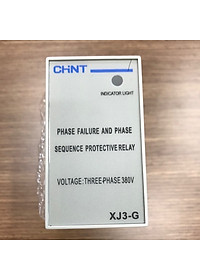 CHNT
INDICATOR LIGHT
PHASE FAILURE AND PHASE
SEQUENCE PROTECTIVE RELAY
VOLTAGE:THREE-PHASE 380V
XJ3-G